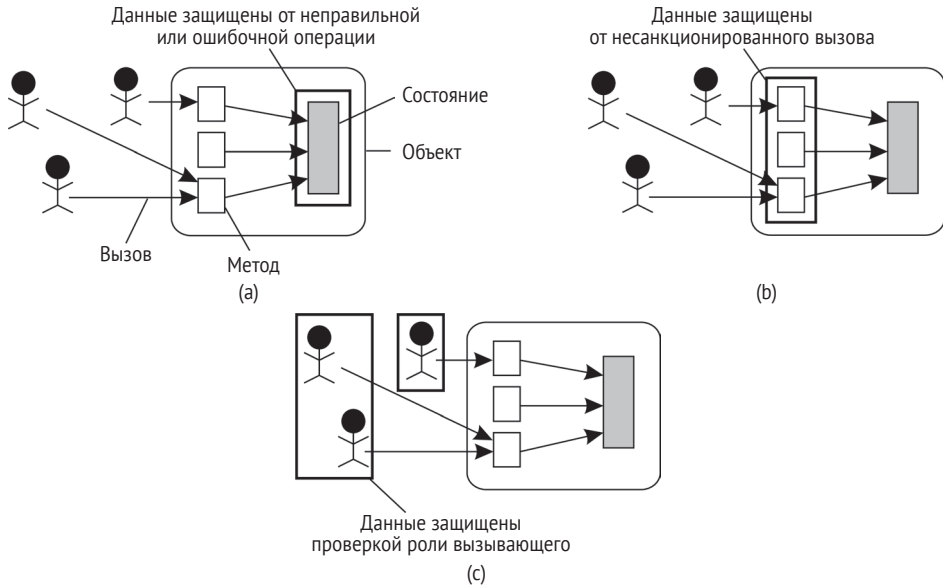 Данные защищены от неправильной
или ошибочной операции
Состояние
Объект
Вызов
Метод
(a)
Данные защищены
от несанкционированного вызова
(b)
Данные защищены
проверкой роли вызывающего
(c)